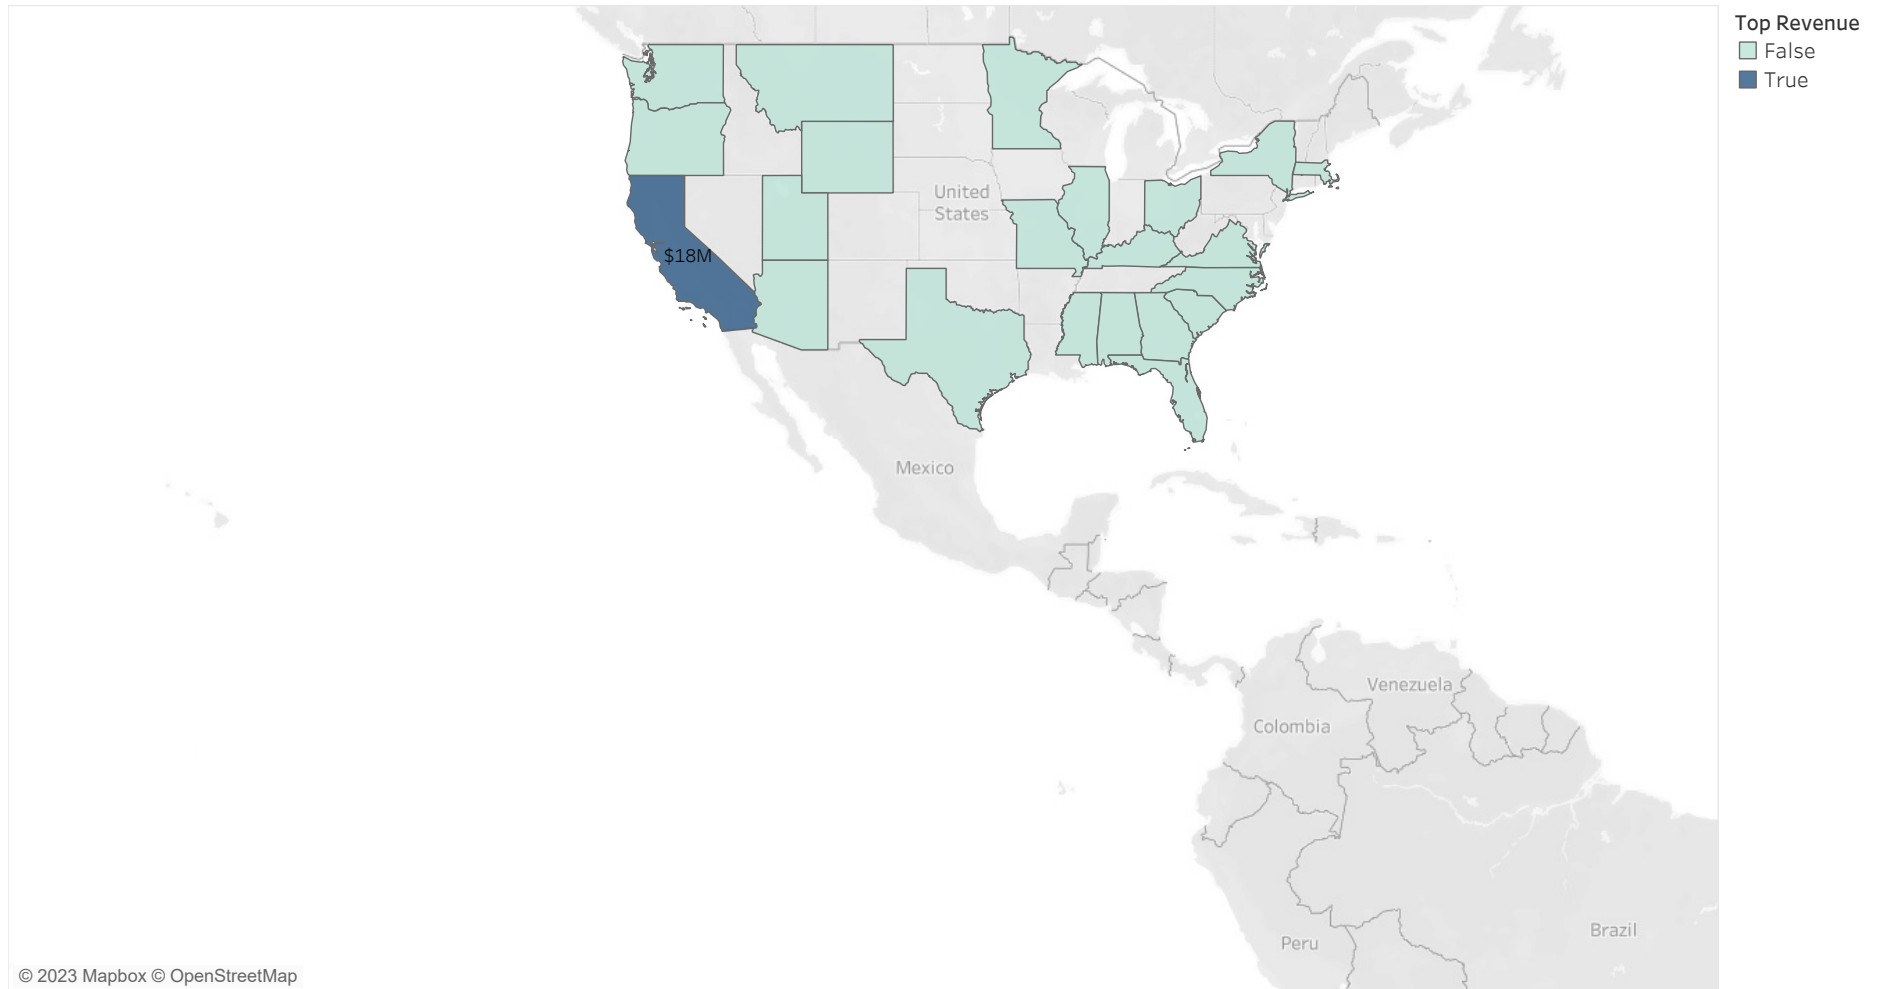 Top Revenue
False
True
United
States
$18M
Mexico
Venezuela
Colombia
Brazil
Peru
© 2023 Mapbox © OpenStreetMap